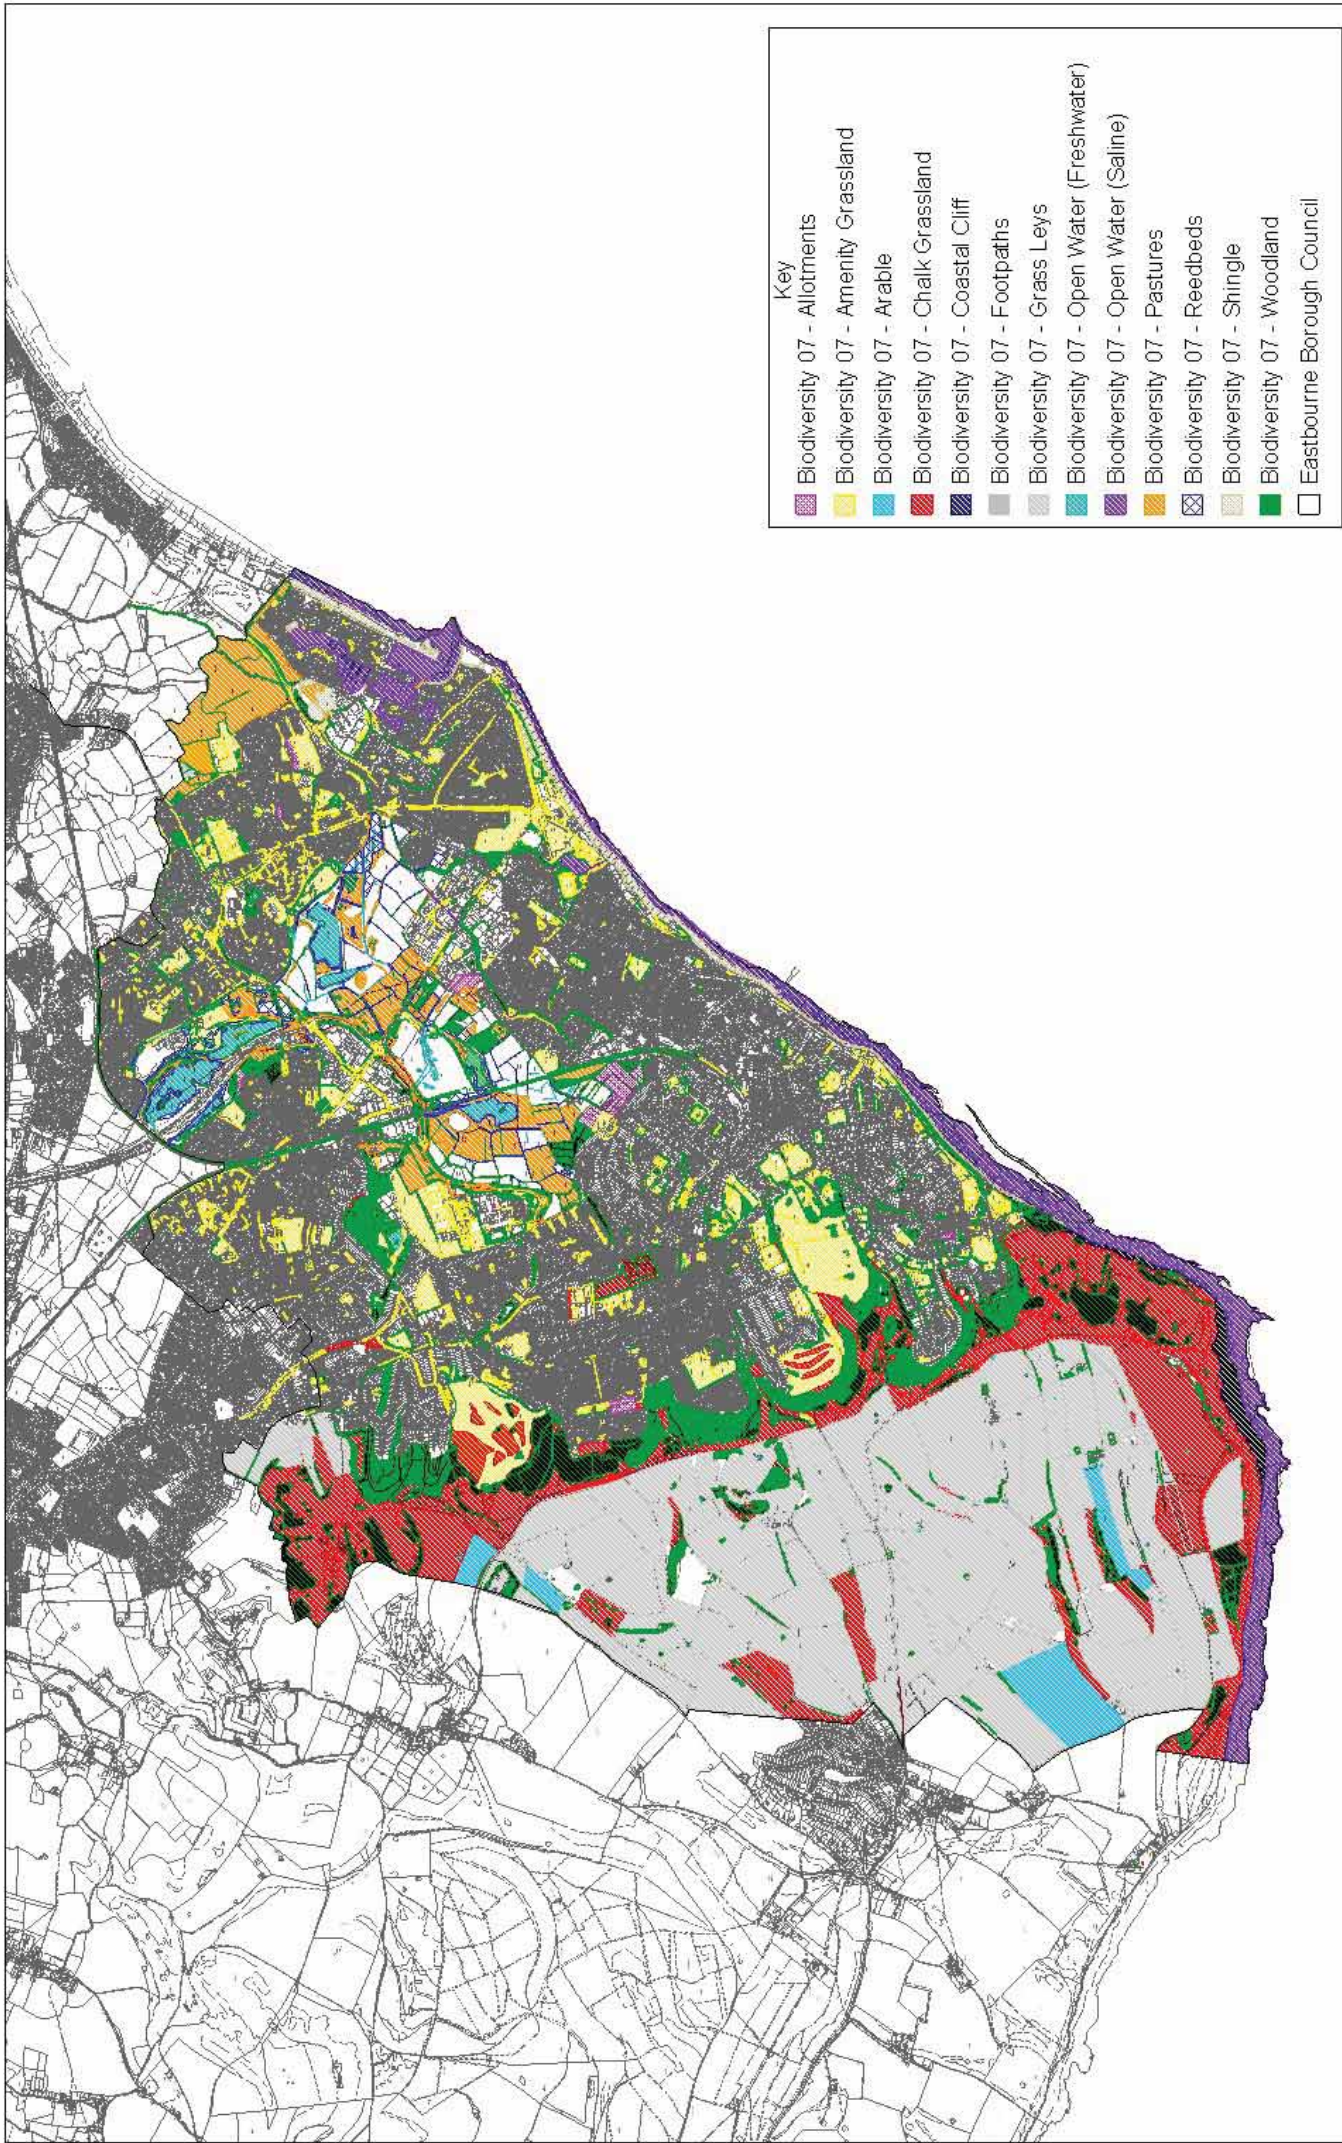 Key
Biodiversity 07 - Allotments
Biodiversity 07 - Amenity Grassland
Biodiversity 07 - Arable
Biodiversity 07 - Chalk Grassland
Biodiversity 07 - Coastal Cliff
Biodiversity 07 - Footpaths
Biodiversity 07 - Grass Leys
Biodiversity 07 - Open Water (Freshwater)
Biodiversity 07 - Open Water (Saline)
Biodiversity 07 - Pastures
Biodiversity 07 - Reedbeds
Biodiversity 07 - Shingle
Biodiversity 07 - Woodland
Eastbourne Borough Council